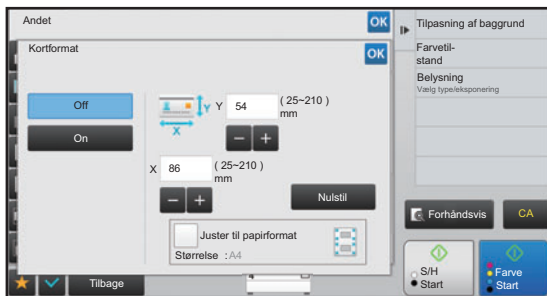 Andet
OK
Kortformat
OK
Off
On
Y
Y
54
( 25~210 )
mm
X
X
86
( 25~210 )
mm
Nulstil
Juster til papirformat
Størrelse :A4
Tilbage
Tilpasning af baggrund
Farvetil-
stand
Belysning
Vælg type/eksponering
Forhåndsvis
CA
S/H
Start
Farve
Start